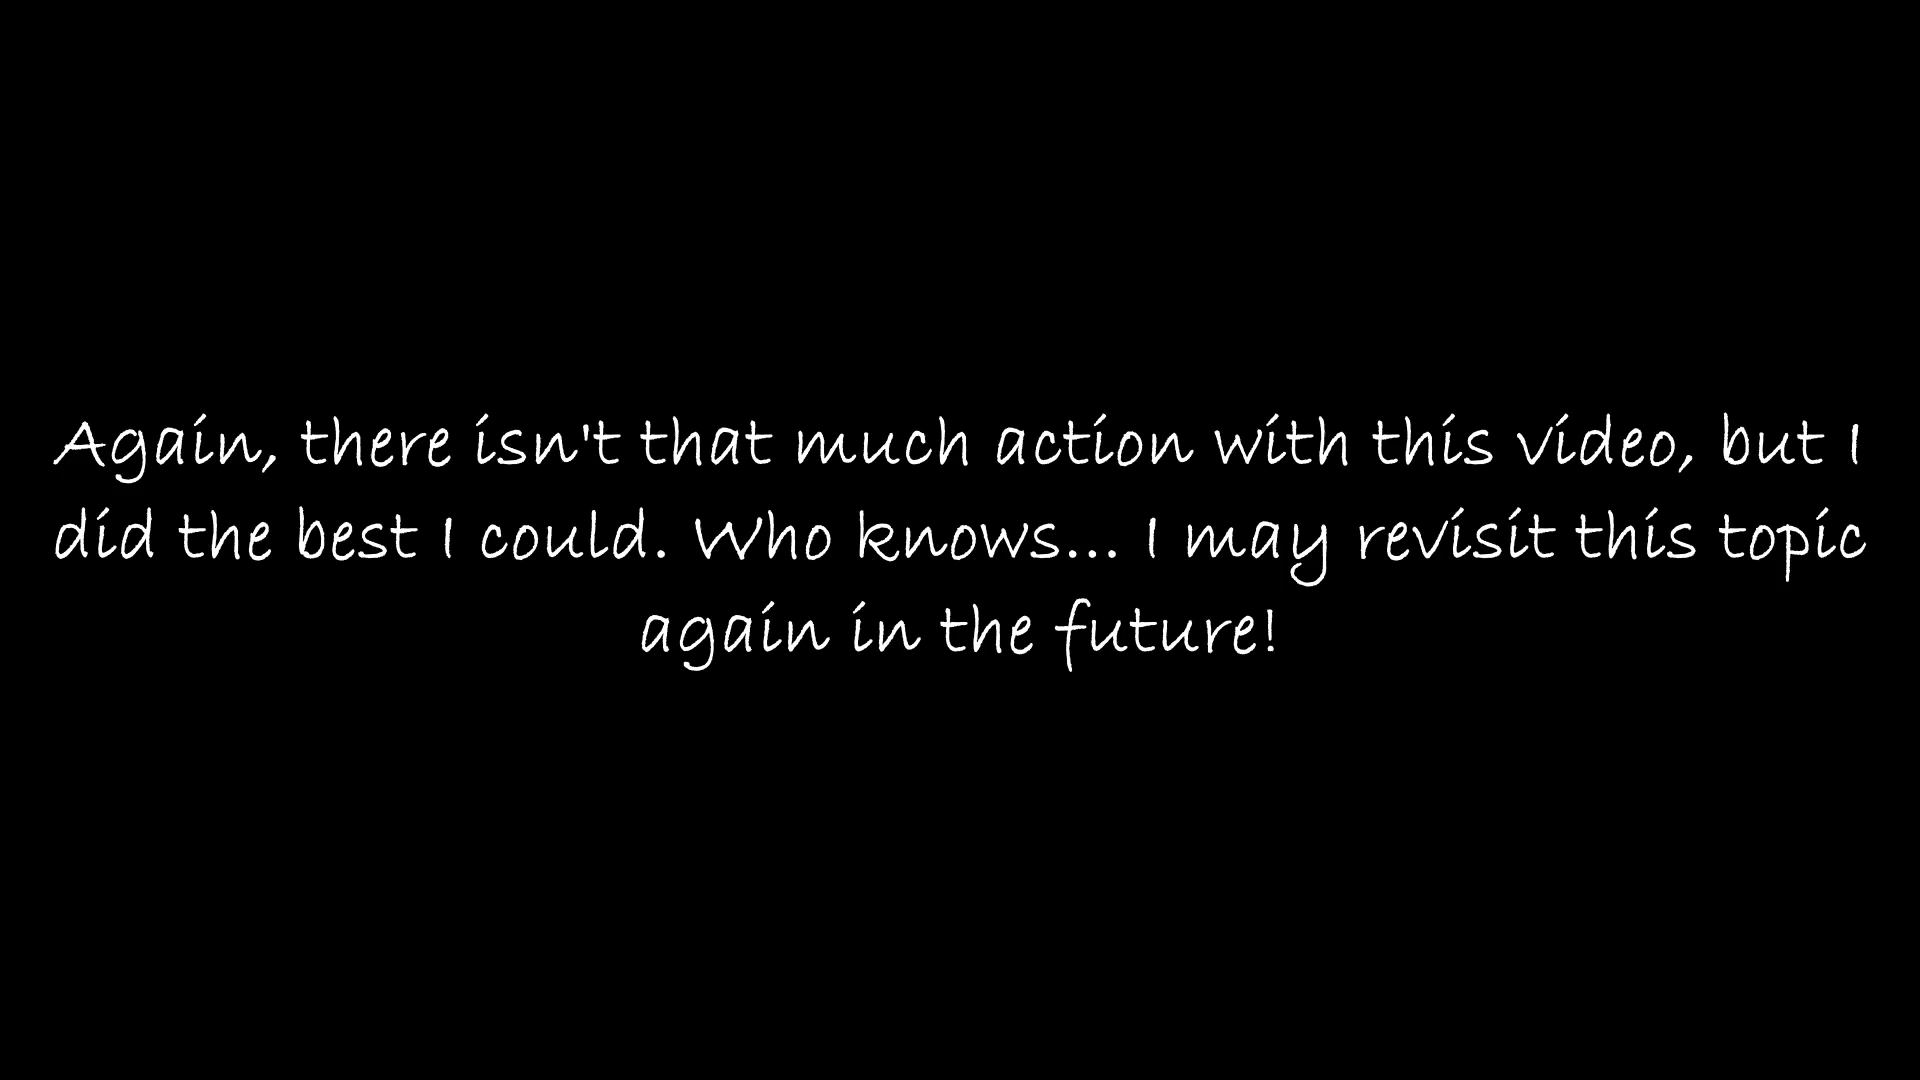 Again, there isn't that much action with this video, but I
did the best I could. Who knows... I may revisit this topic
again in the future!